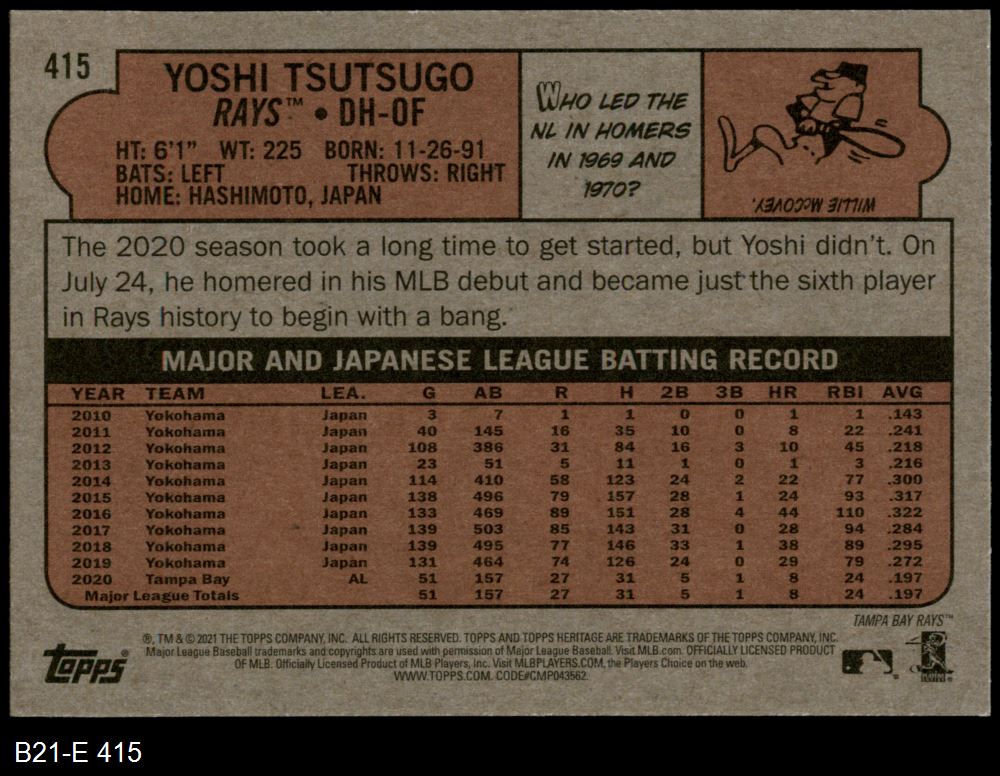 415
YOSHI TSUTSUGO
RAYS™ • DH-OF
HT: 6'1" WT: 225 BORN: 11-26-91
BATS: LEFT THROWS: RIGHT
HOME: HASHIMOTO, JAPAN
WHO LED THE
NL IN HOMERS
IN 1969 AND
1970?
WILLIE McCOVEY.
The 2020 season took a long time to get started, but Yoshi didn't. On
July 24, he homered in his MLB debut and became just the sixth player
in Rays history to begin with a bang.
MAJOR AND JAPANESE LEAGUE BATTING RECORD
YEAR TEAM LEA. G AB R H 2B 3B HR RBI AVG
2010 Yokohama Japan 3 7 1 1 0 0 1 1 .143
2011 Yokohama Japan 40 145 16 35 10 0 8 22 .241
2012 Yokohama Japan 108 386 31 84 16 3 10 45 .218
2013 Yokohama Japan 23 51 5 11 1 0 1 3 .216
2014 Yokohama Japan 114 410 58 123 24 2 22 77 .300
2015 Yokohama Japan 138 496 79 157 28 1 24 93 .317
2016 Yokohama Japan 133 469 89 151 28 4 44 110 .322
2017 Yokohama Japan 139 503 85 143 31 0 28 94 .284
2018 Yokohama Japan 139 495 77 146 33 1 38 89 .295
2019 Yokohama Japan 131 464 74 126 24 0 29 79 .272
2020 Tampa Bay AL 51 157 27 31 5 1 8 24 .197
Major League Totals 51 157 27 31 5 1 8 24 .197
TAMPA BAY RAYS™
topps®
®, TM & © 2021 THE TOPPS COMPANY, INC. ALL RIGHTS RESERVED. TOPPS AND TOPPS HERITAGE ARE TRADEMARKS OF THE TOPPS COMPANY, INC.
Major League Baseball trademarks and copyrights are used with permission of Major League Baseball. Visit MLB.com. OFFICIALLY LICENSED PRODUCT
OF MLB. Officially Licensed Product of MLB Players, Inc. Visit MLBPLAYERS.COM, the Players Choice on the web.
WWW.TOPPS.COM. CODE#CMP043562.
B21-E 415